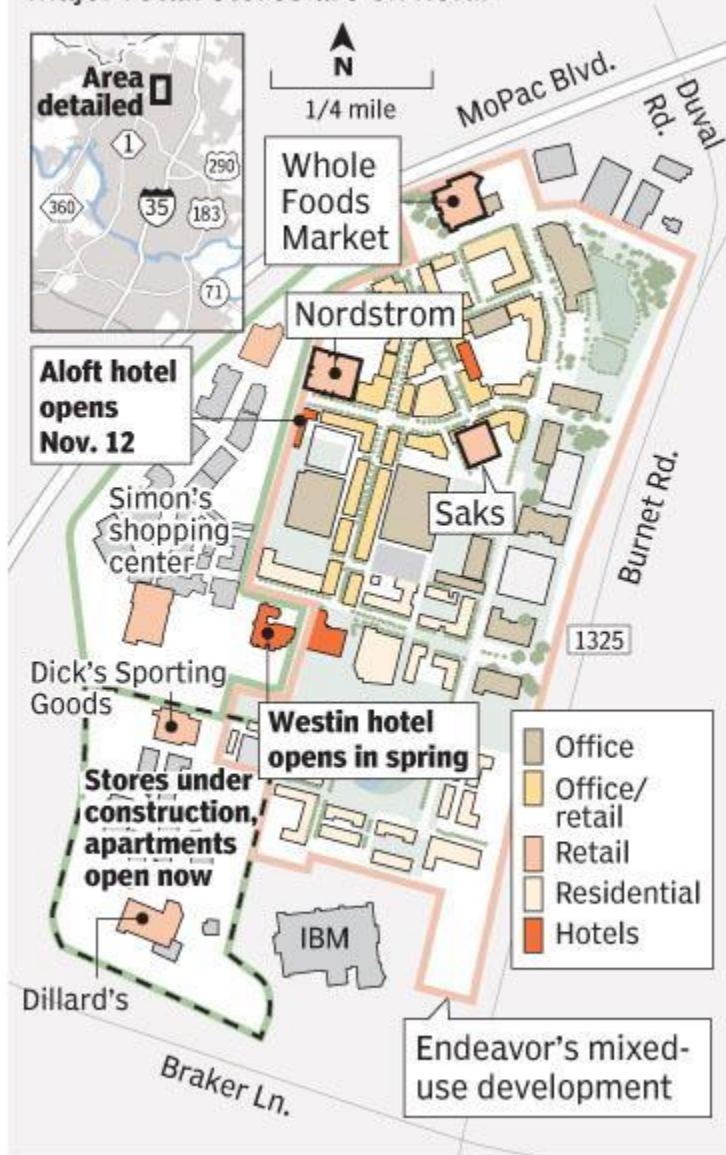 Area
detailed
1
290
360
35
183
71
N
1/4 mile
MoPac Blvd.
Duval
Rd.
Whole
Foods
Market
Nordstrom
Aloft hotel
opens
Nov. 12
Saks
Simon's
shopping
center
Burnet Rd.
1325
Dick's Sporting
Goods
Westin hotel
opens in spring
Stores under
construction,
apartments
open now
Office
Office/
retail
Retail
Residential
Hotels
IBM
Dillard's
Endeavor's mixed-
use development
Braker Ln.